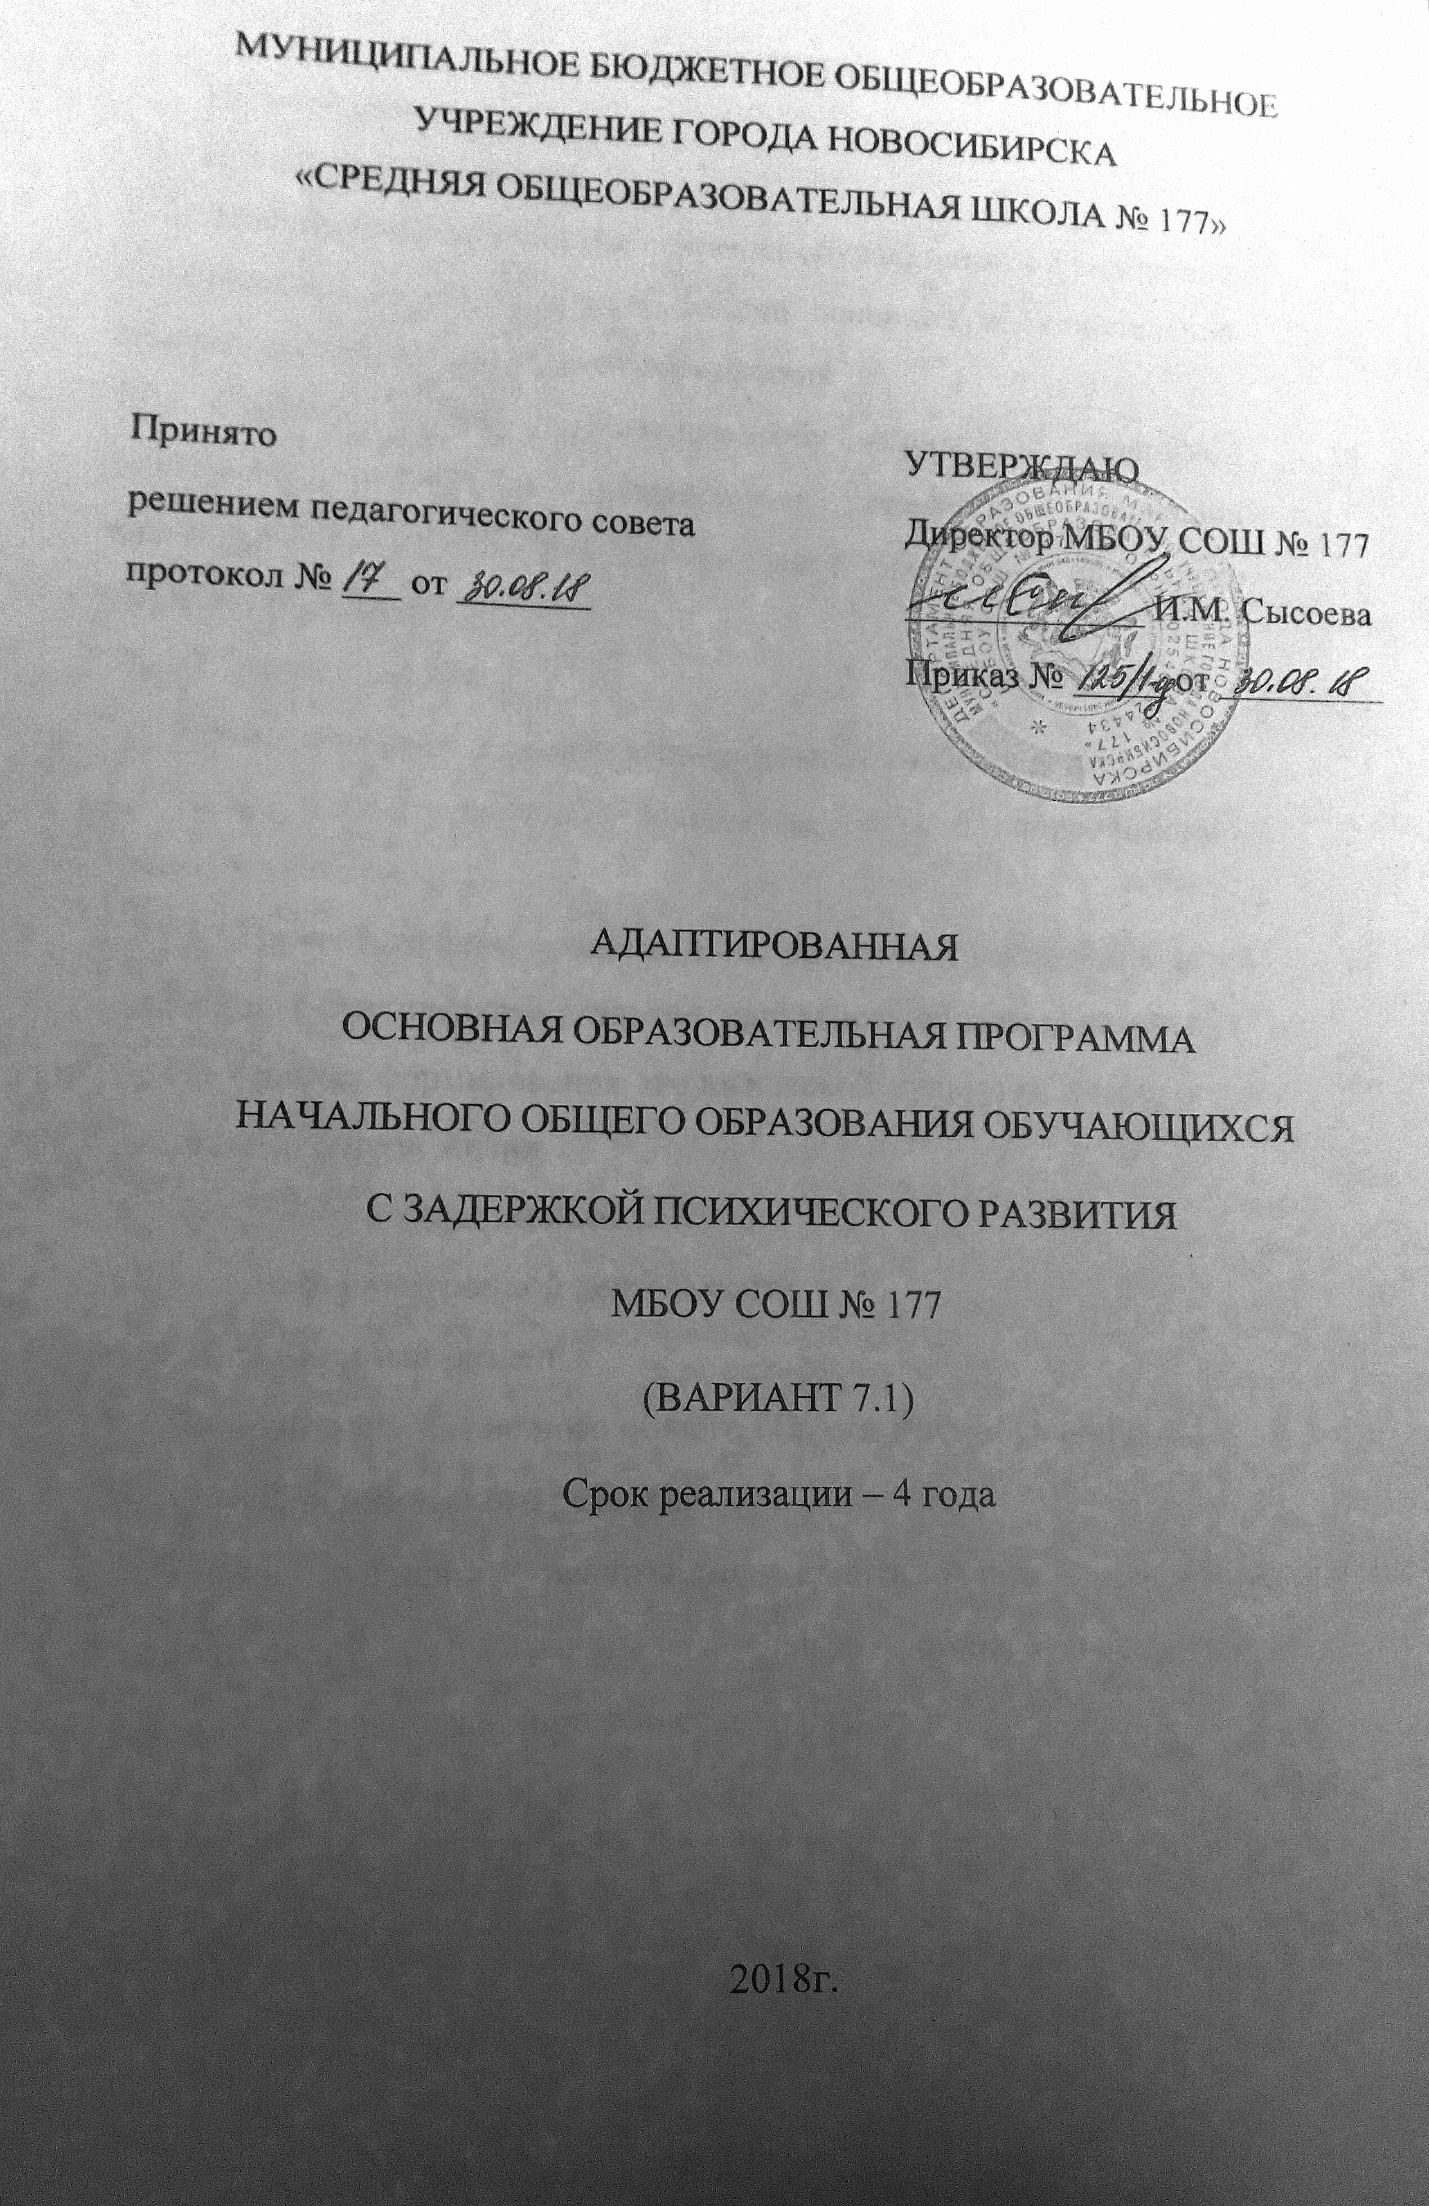 МУНИЦИПАЛЬНОЕ БЮДЖЕТНОЕ ОБЩЕОБРАЗОВАТЕЛЬНОЕ
УЧРЕЖДЕНИЕ ГОРОДА НОВОСИБИРСКА
«СРЕДНЯЯ ОБЩЕОБРАЗОВАТЕЛЬНАЯ ШКОЛА № 177»
Принято
решением педагогического совета
протокол № 17 от 30.08.18
УТВЕРЖДАЮ
Директор МБОУ СОШ № 177
И.М. Сысоева
Приказ № 125/1-д от 30.08.18
АДАПТИРОВАННАЯ
ОСНОВНАЯ ОБРАЗОВАТЕЛЬНАЯ ПРОГРАММА
НАЧАЛЬНОГО ОБЩЕГО ОБРАЗОВАНИЯ ОБУЧАЮЩИХСЯ
С ЗАДЕРЖКОЙ ПСИХИЧЕСКОГО РАЗВИТИЯ
МБОУ СОШ № 177
(ВАРИАНТ 7.1)
Срок реализации – 4 года
2018г.